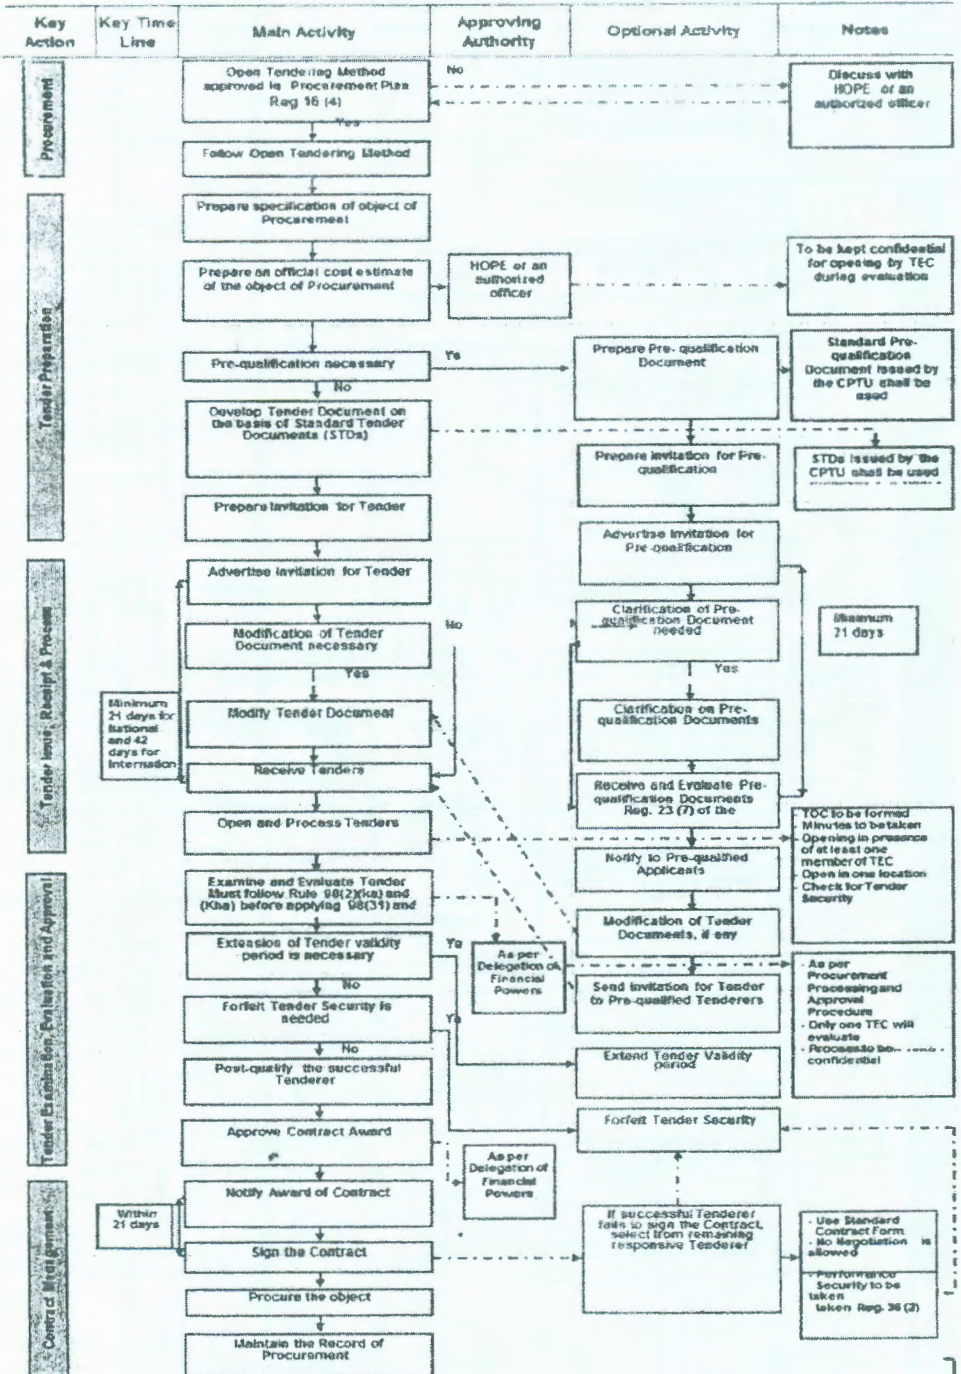 Key Action
Key Time Line
Main Activity
Approving Authority
Optional Activity
Notes
Procurement
Open Tendering Method
approved in Procurement Plan
Reg 16 (4)
No
Discuss with
HOPE or an
authorized officer
Yes
Follow Open Tendering Method
Tender Preparation
Prepare specification of object of
Procurement
Prepare an official cost estimate
of the object of Procurement
HOPE or an
authorized
officer
To be kept confidential
for opening by TEC
during evaluation
Pre-qualification necessary
Ye
Prepare Pre- qualification
Document
Standard Pre-
qualification
Document issued by
the CPTU shall be
used
No
Develop Tender Document on
the basis of Standard Tender
Documents (STDs)
Prepare Invitation for Pre-
qualification
STDs issued by the
CPTU shall be used
Prepare Invitation for Tender
Advertise Invitation for
Pre-qualification
Tender Issue, Receipt & Process
Advertise Invitation for Tender
Clarification of Pre-
qualification Document
needed
Minimum
21 days
Modification of Tender
Document necessary
No
Yes
Yes
Minimum
21 days for
National
and 42
days for
Internation
Modify Tender Document
Clarification on Pre-
qualification Documents
Receive Tenders
Receive and Evaluate Pre-
qualification Documents
Reg. 23 (7) of the
Open and Process Tenders
- TOC to be formed
- Minutes to be taken
- Opening in presence
of at least one
member of TEC
- Open in one location
- Check for Tender
Security
Notify to Pre-qualified
Applicants
Tender Examination, Evaluation and Approval
Examine and Evaluate Tender
Must follow Rule 98(2)(ka) and
(Kha) before applying 98(31) and
Modification of Tender
Documents, if any
Extension of Tender validity
period is necessary
Ye
As per
Delegation of
Financial
Powers
Send Invitation for Tender
to Pre-qualified Tenderers
- As per
Procurement
Processing and
Approval
Procedure
- Only one TEC will
evaluate
- Process to be
confidential
No
Forfeit Tender Security is
needed
Ye
No
Extend Tender Validity
period
Post-qualify the successful
Tenderer
Forfeit Tender Security
Approve Contract Award
As per
Delegation of
Financial
Powers
Contract Management
Notify Award of Contract
Within
21 days
If successful Tenderer
fails to sign the Contract,
select from remaining
responsive Tenderer
- Use Standard
Contract Form
- No Negotiation is
allowed
- Performance
Security to be
taken
taken Reg. 36 (2)
Sign the Contract
Procure the object
Maintain the Record of
Procurement